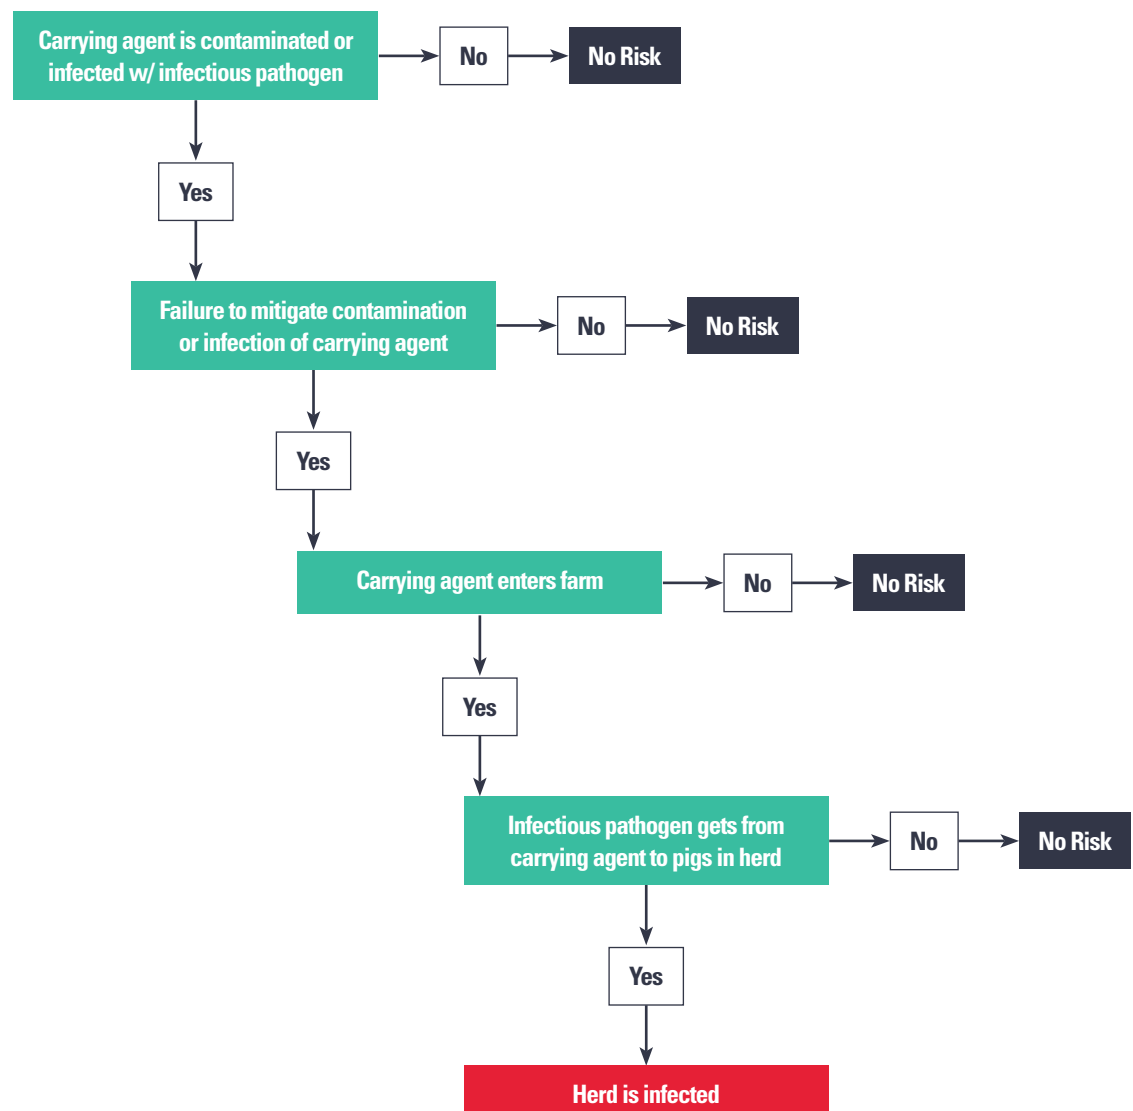 Carrying agent is contaminated or
infected w/ infectious pathogen
No
No Risk
Yes
Failure to mitigate contamination
or infection of carrying agent
No
No Risk
Yes
Carrying agent enters farm
No
No Risk
Yes
Infectious pathogen gets from
carrying agent to pigs in herd
No
No Risk
Yes
Herd is infected